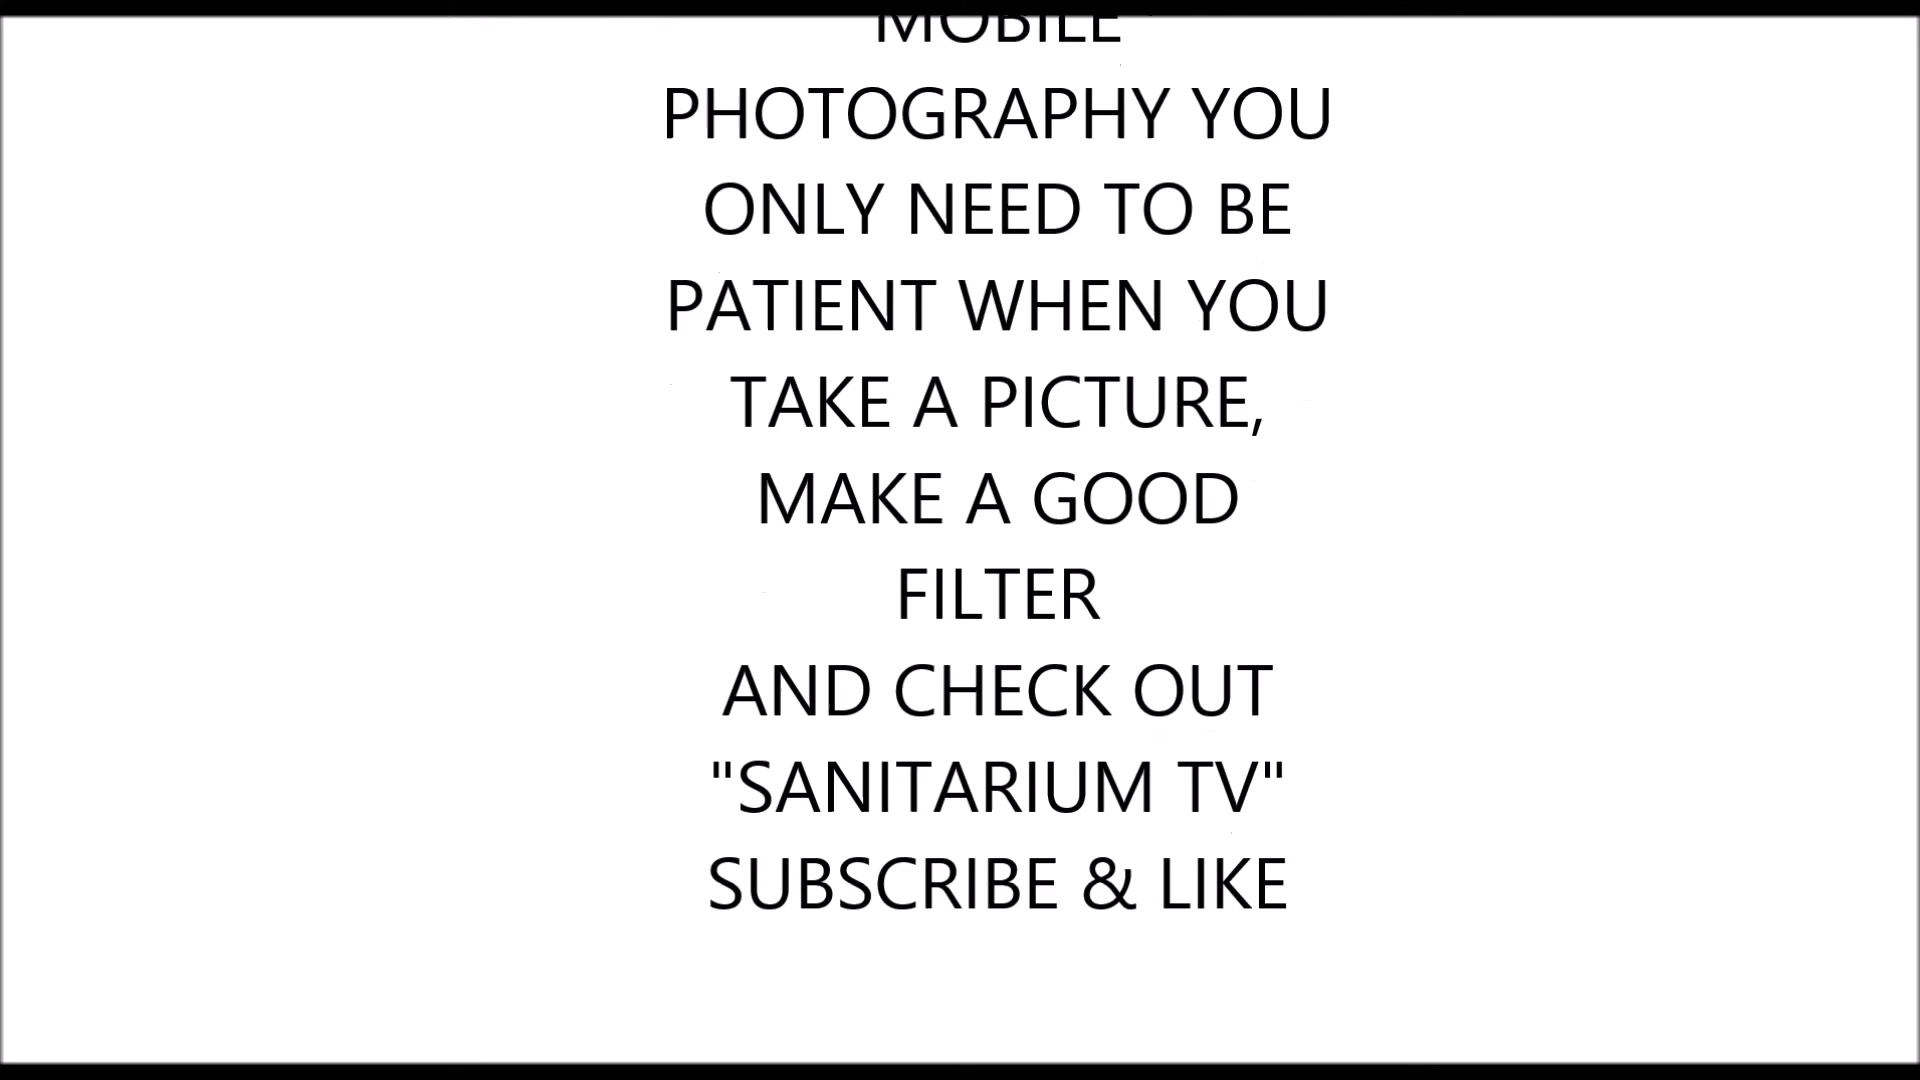 MOBILE
PHOTOGRAPHY YOU
ONLY NEED TO BE
PATIENT WHEN YOU
TAKE A PICTURE,
MAKE A GOOD
FILTER
AND CHECK OUT
"SANITARIUM TV"
SUBSCRIBE & LIKE